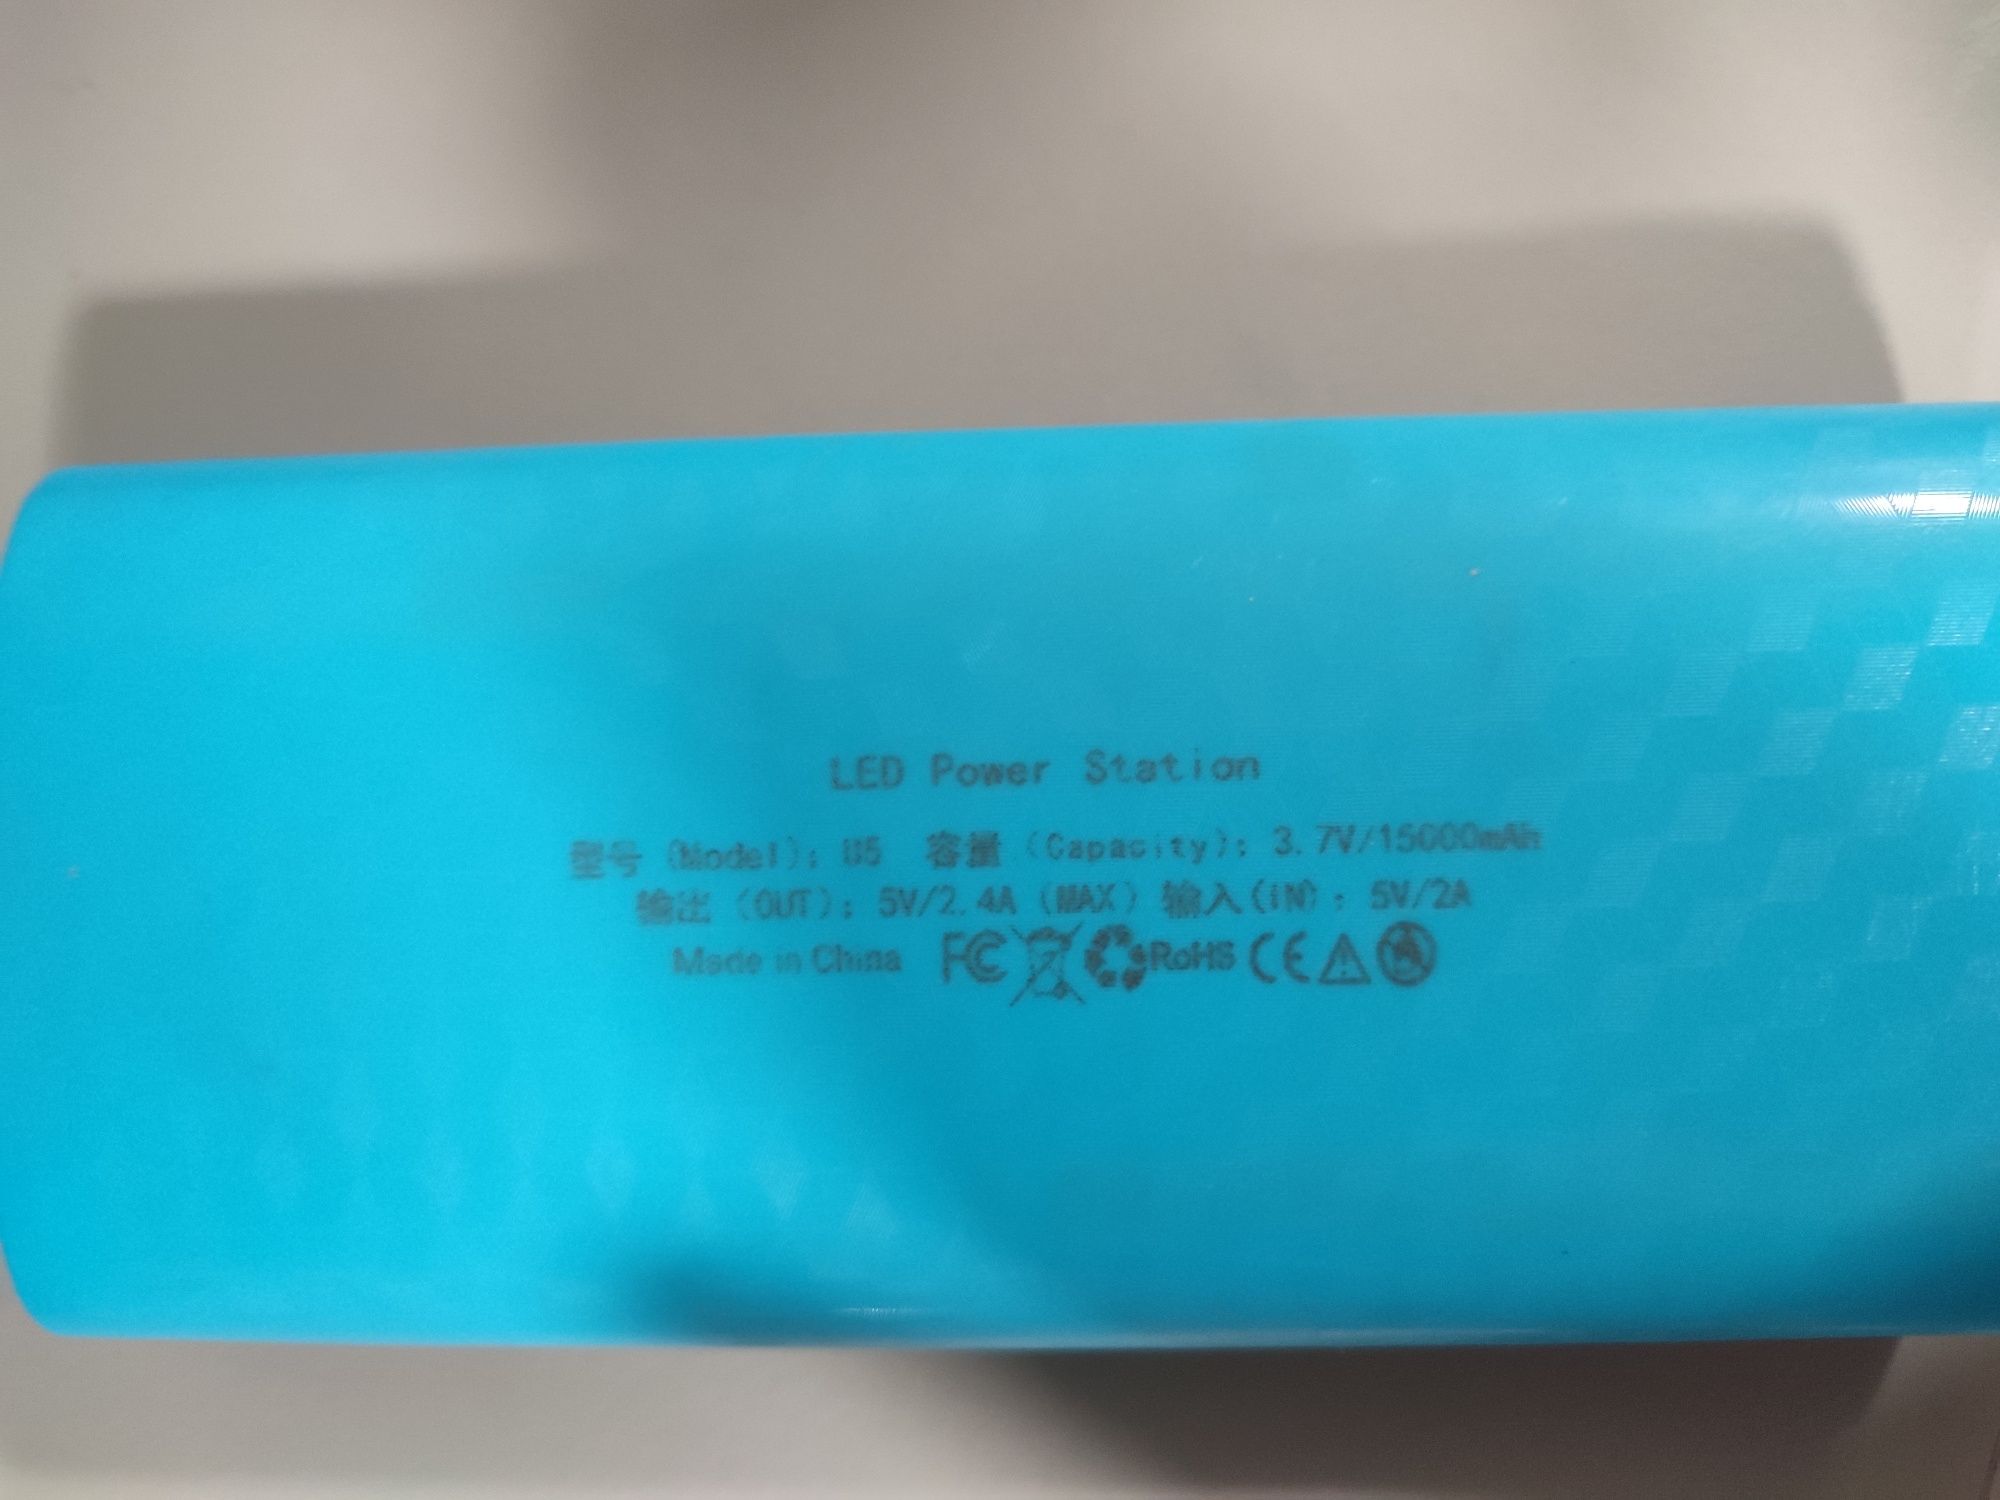 LED Power Station
型号 (Model): U5 容量 (Capacity): 3.7V/15000mAh
输出 (OUT): 5V/2.4A (MAX) 输入(IN): 5V/2A
Made in China FC RoHS CE